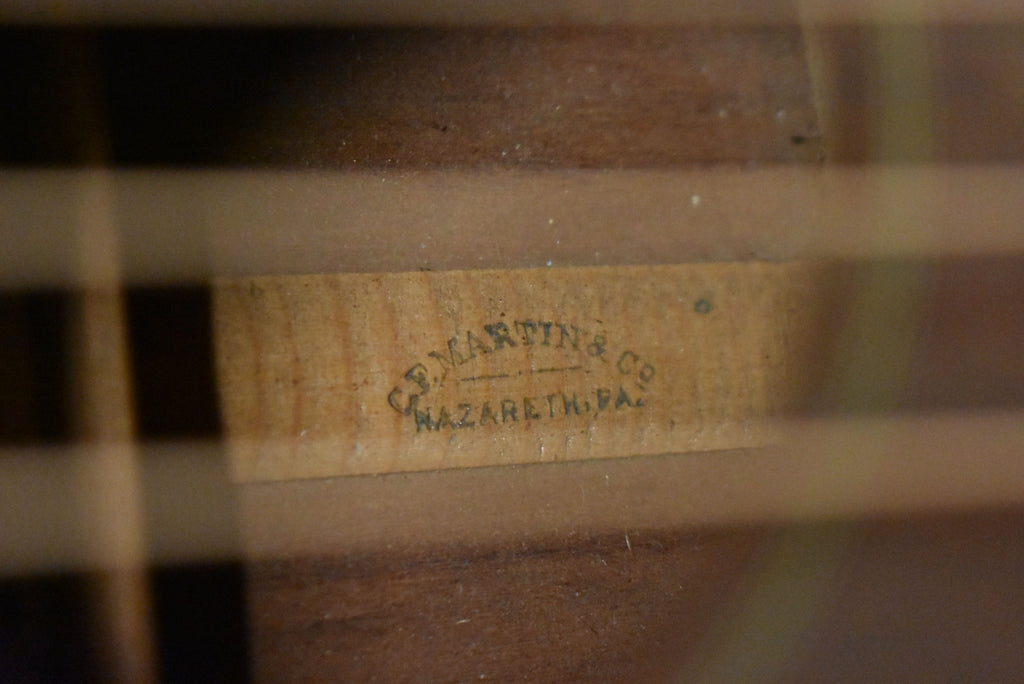 C.F. MARTIN & Co.
NAZARETH, PA.